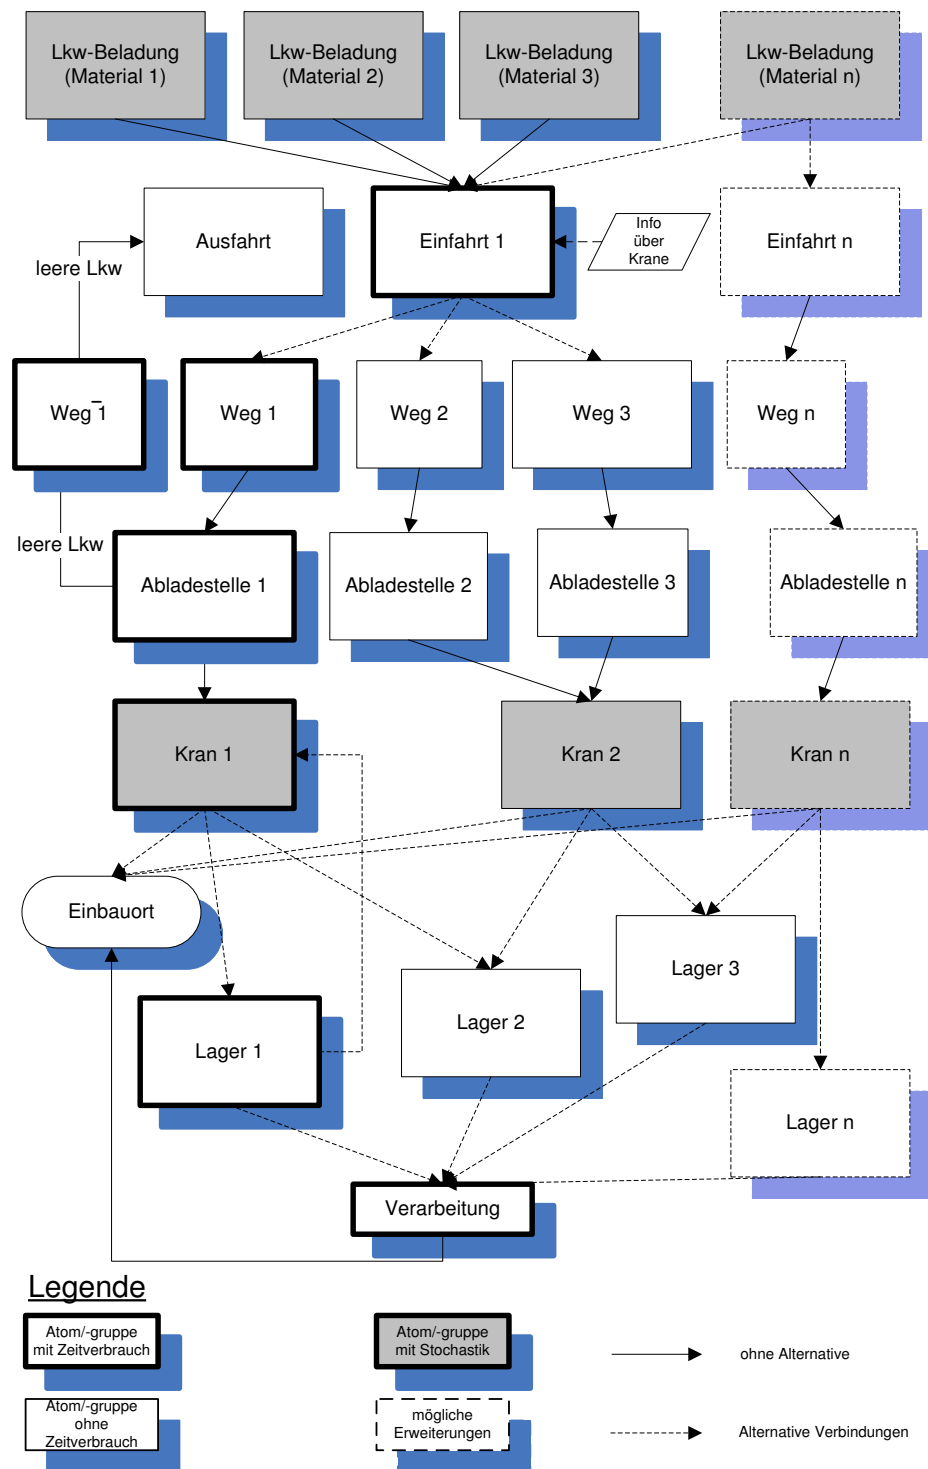 Lkw-Beladung
(Material 1)
Lkw-Beladung
(Material 2)
Lkw-Beladung
(Material 3)
Lkw-Beladung
(Material n)
Ausfahrt
Einfahrt 1
Info
über
Krane
Einfahrt n
leere Lkw
Weg 1̅
Weg 1
Weg 2
Weg 3
Weg n
leere Lkw
Abladestelle 1
Abladestelle 2
Abladestelle 3
Abladestelle n
Kran 1
Kran 2
Kran n
Einbauort
Lager 1
Lager 2
Lager 3
Lager n
Verarbeitung
Legende
Atom/-gruppe
mit Zeitverbrauch
Atom/-gruppe
mit Stochastik
ohne Alternative
Atom/-gruppe
ohne
Zeitverbrauch
mögliche
Erweiterungen
Alternative Verbindungen